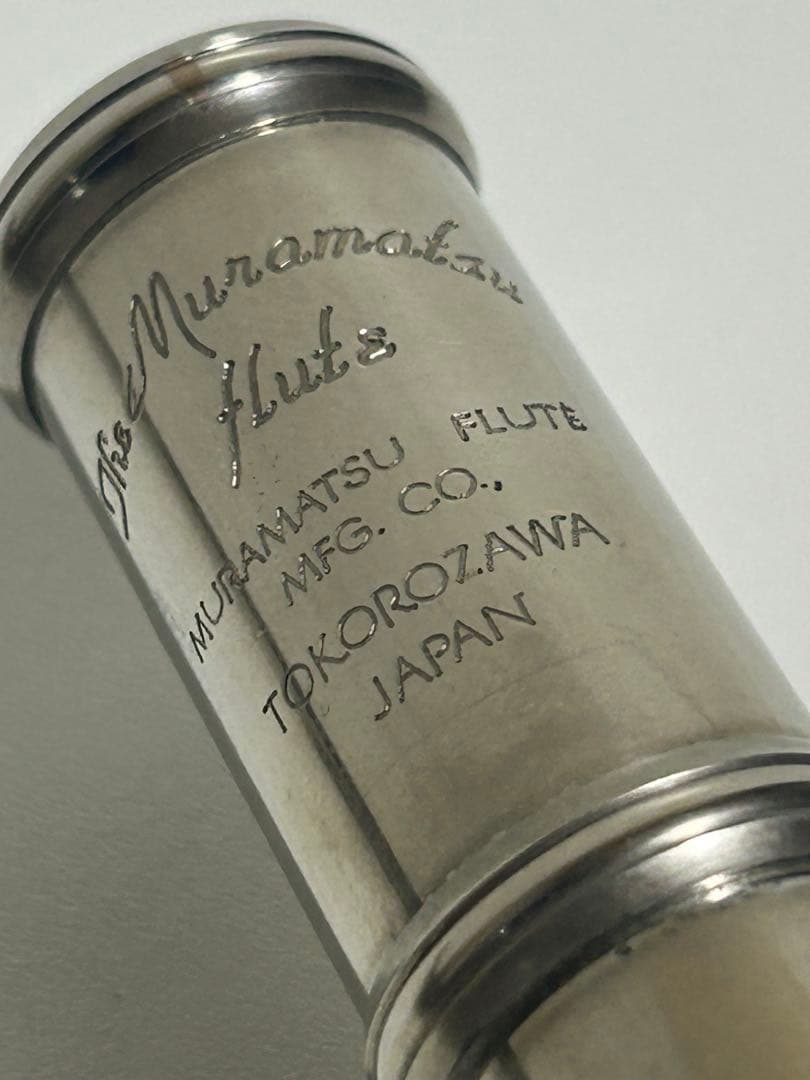 The Muramatsu
flute
MURAMATSU FLUTE
MFG. CO.,
TOKOROZAWA
JAPAN